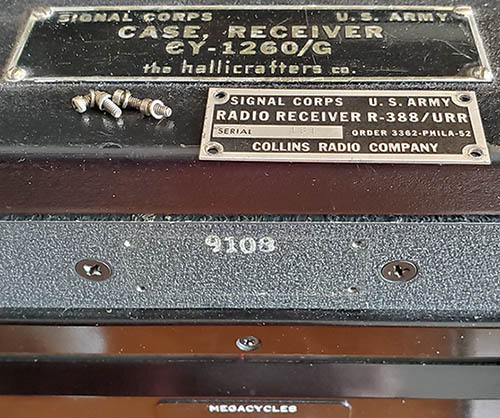 SIGNAL CORPS U. S. ARMY
CASE, RECEIVER
CY-1260/G
the hallicrafters co.
SIGNAL CORPS U. S. ARMY
RADIO RECEIVER R-388/URR
SERIAL ORDER 3362-PHILA-52
COLLINS RADIO COMPANY
9108
MEGACYCLES